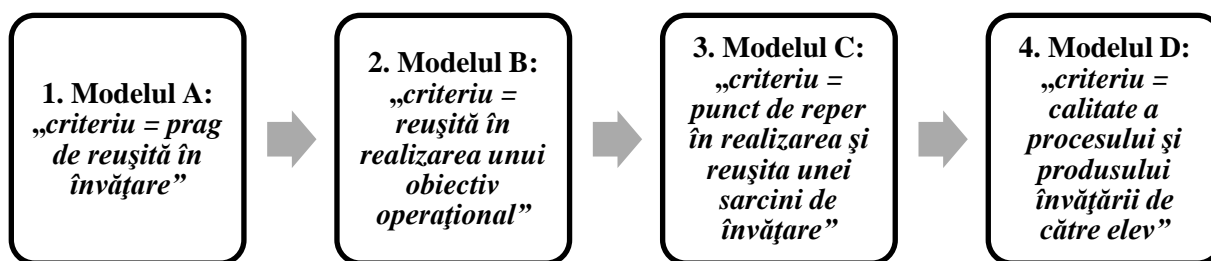 1. Modelul A:
„criteriu = prag
de reuşită în
învăţare”
2. Modelul B:
„criteriu =
reuşită în
realizarea unui
obiectiv
operaţional”
3. Modelul C:
„criteriu =
punct de reper
în realizarea şi
reuşita unei
sarcini de
învăţare”
4. Modelul D:
„criteriu =
calitate a
procesului şi
produsului
învăţării de
către elev”